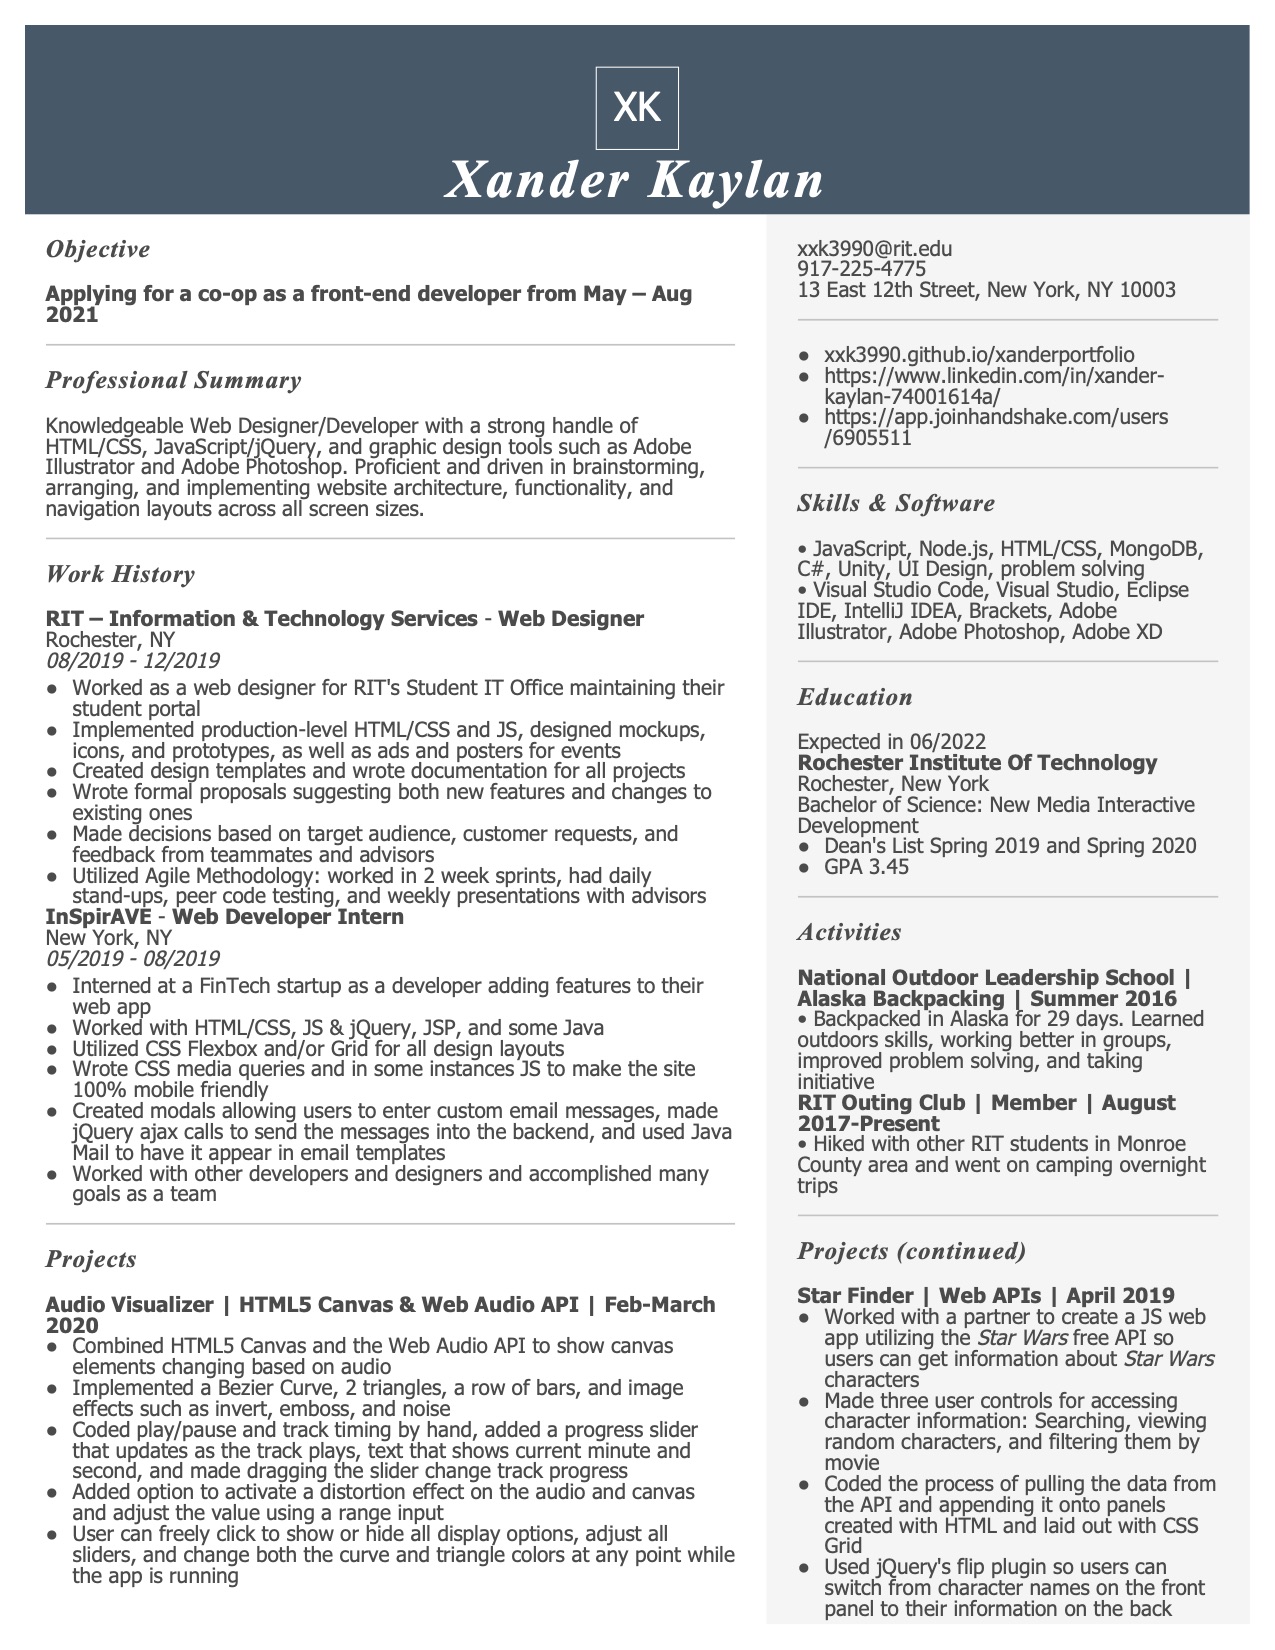 XK
Xander Kaylan
Objective
Applying for a co-op as a front-end developer from May – Aug
2021
Professional Summary
Knowledgeable Web Designer/Developer with a strong handle of
HTML/CSS, JavaScript/jQuery, and graphic design tools such as Adobe
Illustrator and Adobe Photoshop. Proficient and driven in brainstorming,
arranging, and implementing website architecture, functionality, and
navigation layouts across all screen sizes.
Work History
RIT – Information & Technology Services - Web Designer
Rochester, NY
08/2019 - 12/2019
● Worked as a web designer for RIT's Student IT Office maintaining their
student portal
● Implemented production-level HTML/CSS and JS, designed mockups,
icons, and prototypes, as well as ads and posters for events
● Created design templates and wrote documentation for all projects
● Wrote formal proposals suggesting both new features and changes to
existing ones
● Made decisions based on target audience, customer requests, and
feedback from teammates and advisors
● Utilized Agile Methodology: worked in 2 week sprints, had daily
stand-ups, peer code testing, and weekly presentations with advisors
InSpirAVE - Web Developer Intern
New York, NY
05/2019 - 08/2019
● Interned at a FinTech startup as a developer adding features to their
web app
● Worked with HTML/CSS, JS & jQuery, JSP, and some Java
● Utilized CSS Flexbox and/or Grid for all design layouts
● Wrote CSS media queries and in some instances JS to make the site
100% mobile friendly
● Created modals allowing users to enter custom email messages, made
jQuery ajax calls to send the messages into the backend, and used Java
Mail to have it appear in email templates
● Worked with other developers and designers and accomplished many
goals as a team
Projects
Audio Visualizer | HTML5 Canvas & Web Audio API | Feb-March
2020
● Combined HTML5 Canvas and the Web Audio API to show canvas
elements changing based on audio
● Implemented a Bezier Curve, 2 triangles, a row of bars, and image
effects such as invert, emboss, and noise
● Coded play/pause and track timing by hand, added a progress slider
that updates as the track plays, text that shows current minute and
second, and made dragging the slider change track progress
● Added option to activate a distortion effect on the audio and canvas
and adjust the value using a range input
● User can freely click to show or hide all display options, adjust all
sliders, and change both the curve and triangle colors at any point while
the app is running
xxk3990@rit.edu
917-225-4775
13 East 12th Street, New York, NY 10003
● xxk3990.github.io/xanderportfolio
● https://www.linkedin.com/in/xander-
kaylan-74001614a/
● https://app.joinhandshake.com/users
/6905511
Skills & Software
• JavaScript, Node.js, HTML/CSS, MongoDB,
C#, Unity, UI Design, problem solving
• Visual Studio Code, Visual Studio, Eclipse
IDE, IntelliJ IDEA, Brackets, Adobe
Illustrator, Adobe Photoshop, Adobe XD
Education
Expected in 06/2022
Rochester Institute Of Technology
Rochester, New York
Bachelor of Science: New Media Interactive
Development
● Dean's List Spring 2019 and Spring 2020
● GPA 3.45
Activities
National Outdoor Leadership School |
Alaska Backpacking | Summer 2016
• Backpacked in Alaska for 29 days. Learned
outdoors skills, working better in groups,
improved problem solving, and taking
initiative
RIT Outing Club | Member | August
2017-Present
• Hiked with other RIT students in Monroe
County area and went on camping overnight
trips
Projects (continued)
Star Finder | Web APIs | April 2019
● Worked with a partner to create a JS web
app utilizing the Star Wars free API so
users can get information about Star Wars
characters
● Made three user controls for accessing
character information: Searching, viewing
random characters, and filtering them by
movie
● Coded the process of pulling the data from
the API and appending it onto panels
created with HTML and laid out with CSS
Grid
● Used jQuery's flip plugin so users can
switch from character names on the front
panel to their information on the back